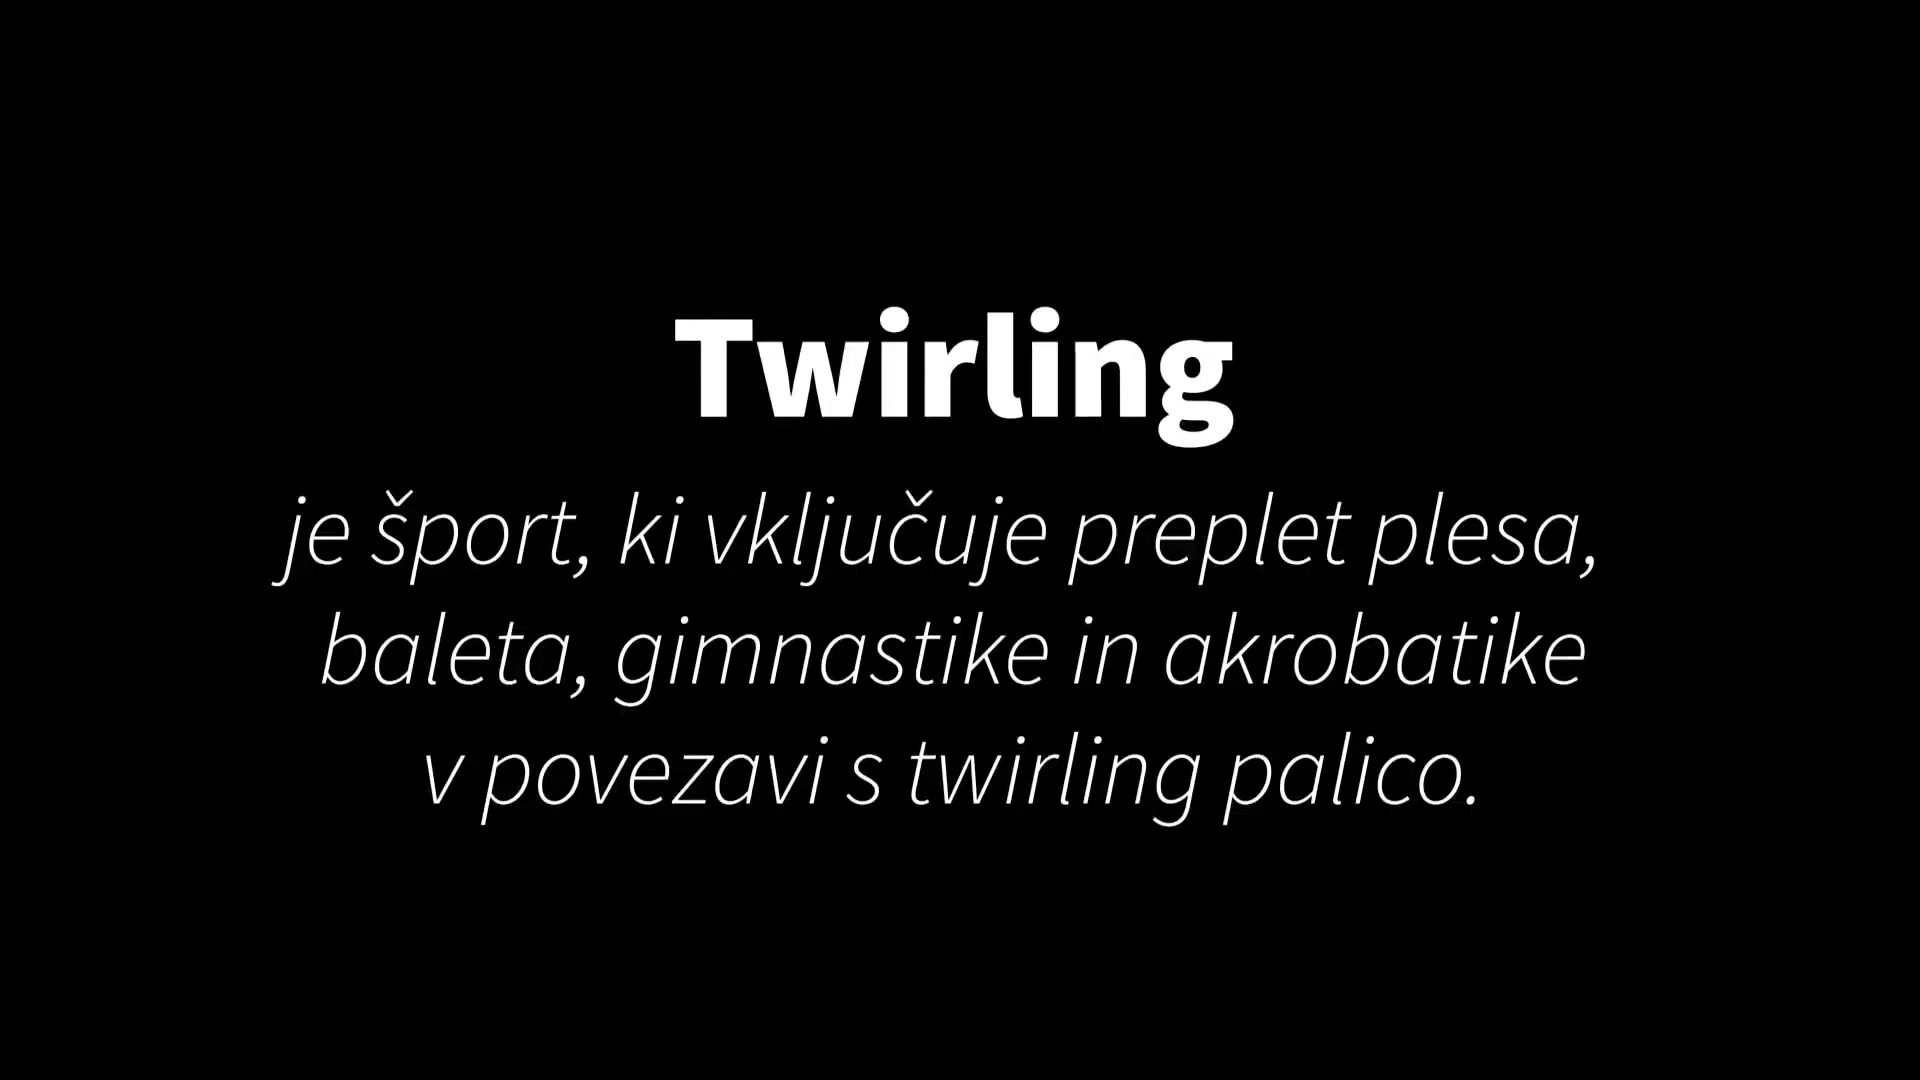 Twirling
je šport, ki vključuje preplet plesa,
baleta, gimnastike in akrobatike
v povezavi s twirling palico.